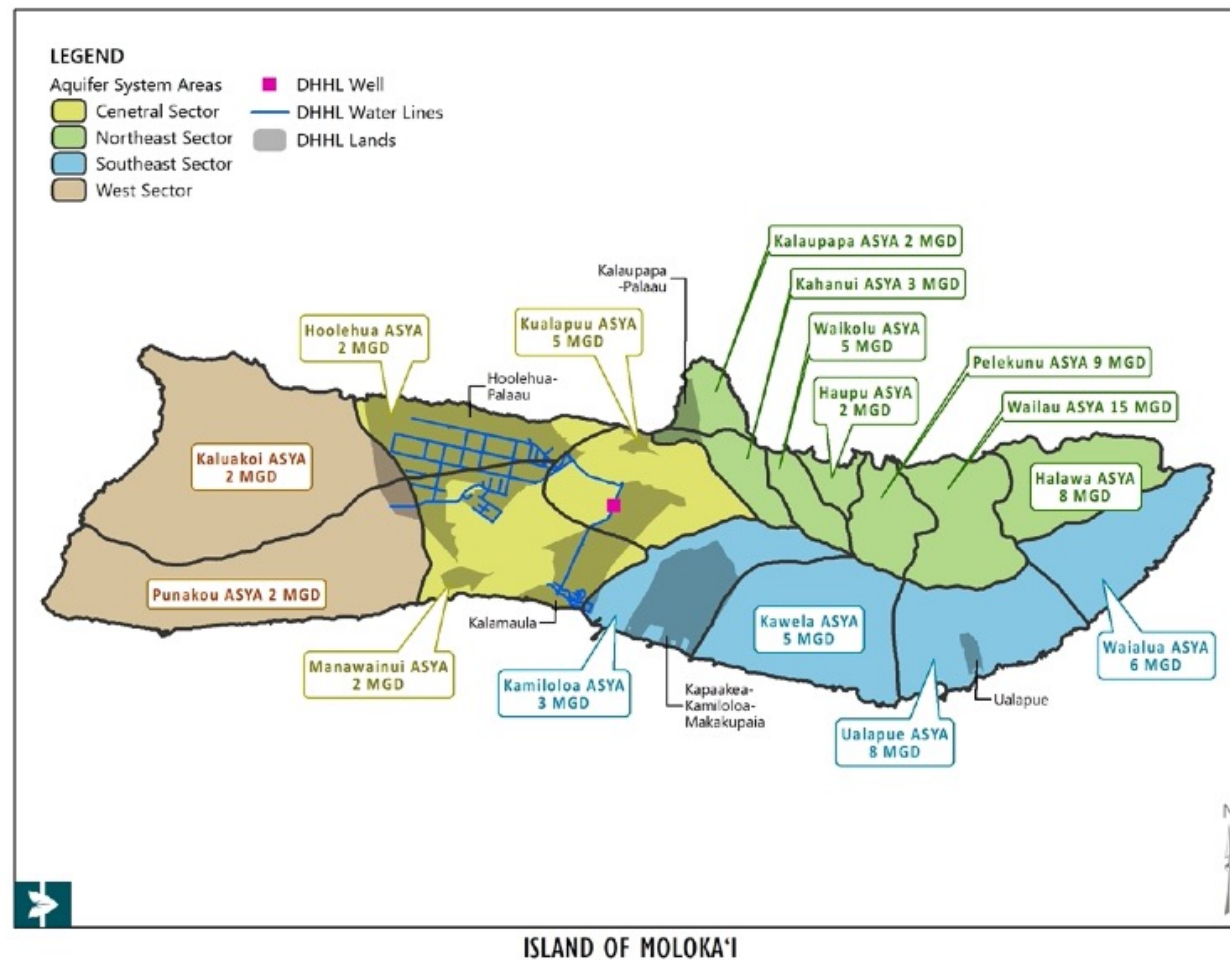 LEGEND
Aquifer System Areas
Cenetral Sector
Northeast Sector
Southeast Sector
West Sector
DHHL Well
DHHL Water Lines
DHHL Lands
Kalaupapa ASYA 2 MGD
Kalaupapa
-Palaau
Kahanui ASYA 3 MGD
Hoolehua ASYA
2 MGD
Kualapuu ASYA
5 MGD
Waikolu ASYA
5 MGD
Pelekunu ASYA 9 MGD
Hoolehua-
Palaau
Haupu ASYA
2 MGD
Wailau ASYA 15 MGD
Kaluakoi ASYA
2 MGD
Halawa ASYA
8 MGD
Punakou ASYA 2 MGD
Kalamaula
Kawela ASYA
5 MGD
Waialua ASYA
6 MGD
Manawainui ASYA
2 MGD
Kamiloloa ASYA
3 MGD
Kapaakea-
Kamiloloa-
Makakupaia
Ualapue
Ualapue ASYA
8 MGD
ISLAND OF MOLOKA‘I